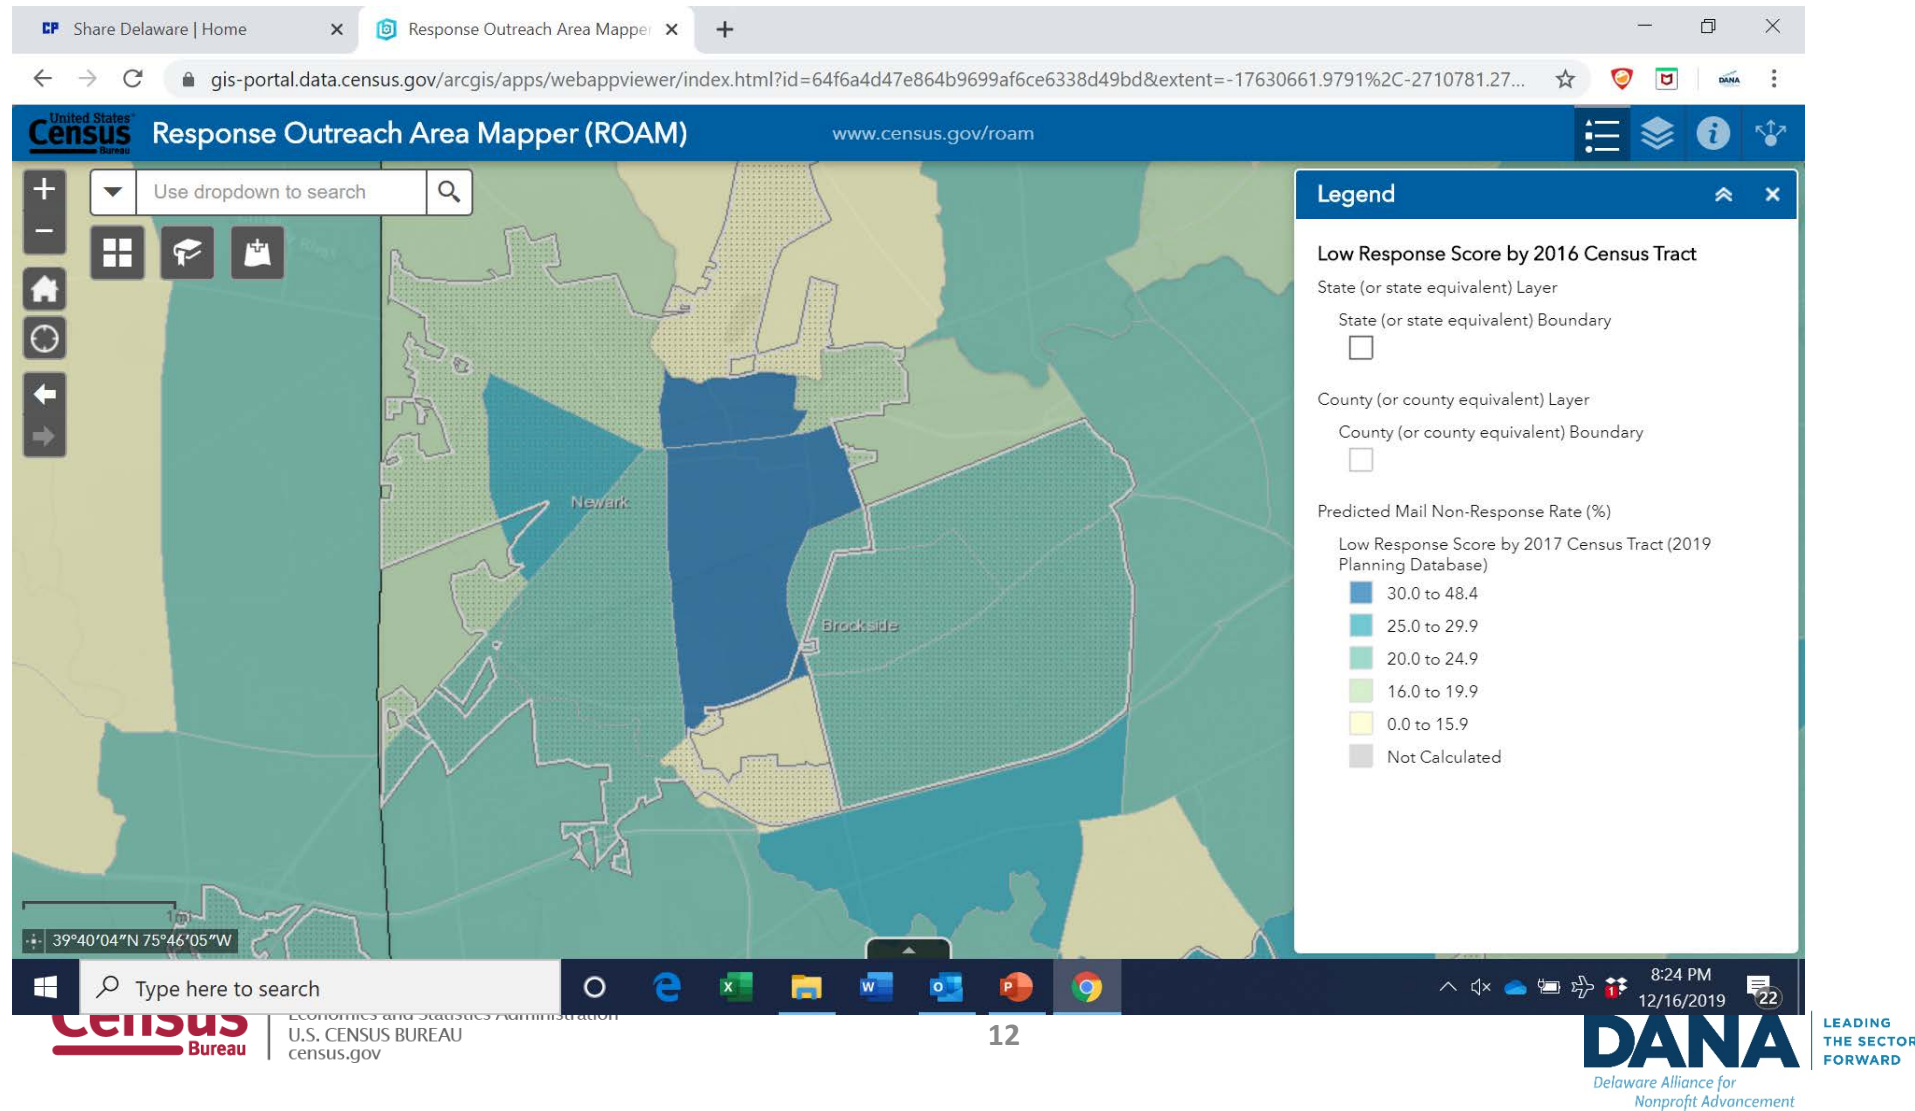 CP Share Delaware | Home
Response Outreach Area Mapper
gis-portal.data.census.gov/arcgis/apps/webappviewer/index.html?id=64f6a4d47e864b9699af6ce6338d49bd&extent=-17630661.9791%2C-2710781.27...
DANA
United States
Census
Bureau
Response Outreach Area Mapper (ROAM)
www.census.gov/roam
Use dropdown to search
Legend
Low Response Score by 2016 Census Tract
State (or state equivalent) Layer
State (or state equivalent) Boundary
County (or county equivalent) Layer
County (or county equivalent) Boundary
Predicted Mail Non-Response Rate (%)
Low Response Score by 2017 Census Tract (2019
Planning Database)
30.0 to 48.4
25.0 to 29.9
20.0 to 24.9
16.0 to 19.9
0.0 to 15.9
Not Calculated
Newark
Brookside
1mi
39°40'04"N 75°46'05"W
Type here to search
8:24 PM
12/16/2019
22
Census
Bureau
Economics and Statistics Administration
U.S. CENSUS BUREAU
census.gov
12
DANA
LEADING
THE SECTOR
FORWARD
Delaware Alliance for
Nonprofit Advancement